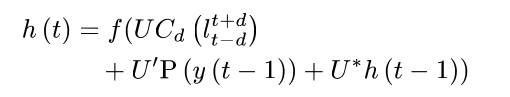 h (t) = f(UC_d (l_{t−d}^{t+d})
+ U′P (y (t − 1)) + U*h (t − 1))